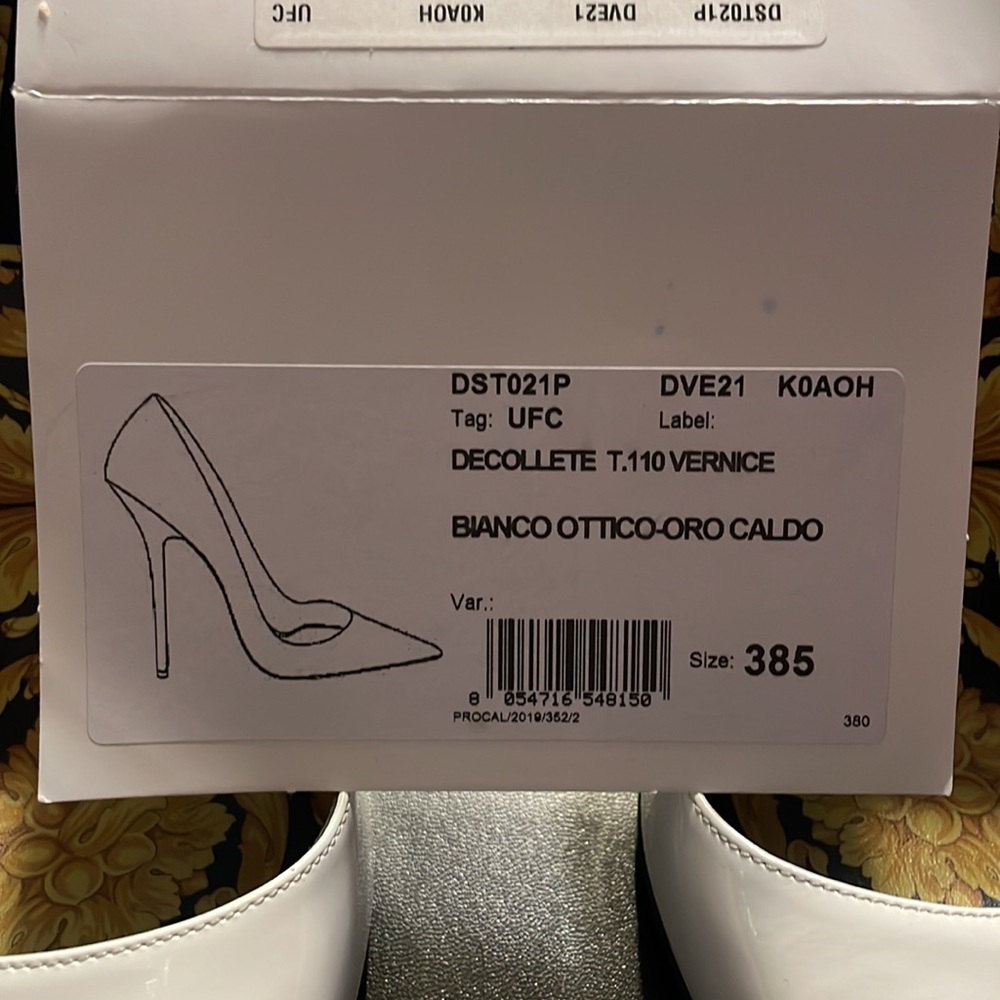 UFC K0AOH DVE21 DST021P
DST021P DVE21 K0AOH
Tag: UFC Label:
DECOLLETE T.110 VERNICE
BIANCO OTTICO-ORO CALDO
Var.:
Size: 385
8 054716 548150
PROCAL/2019/352/2
380